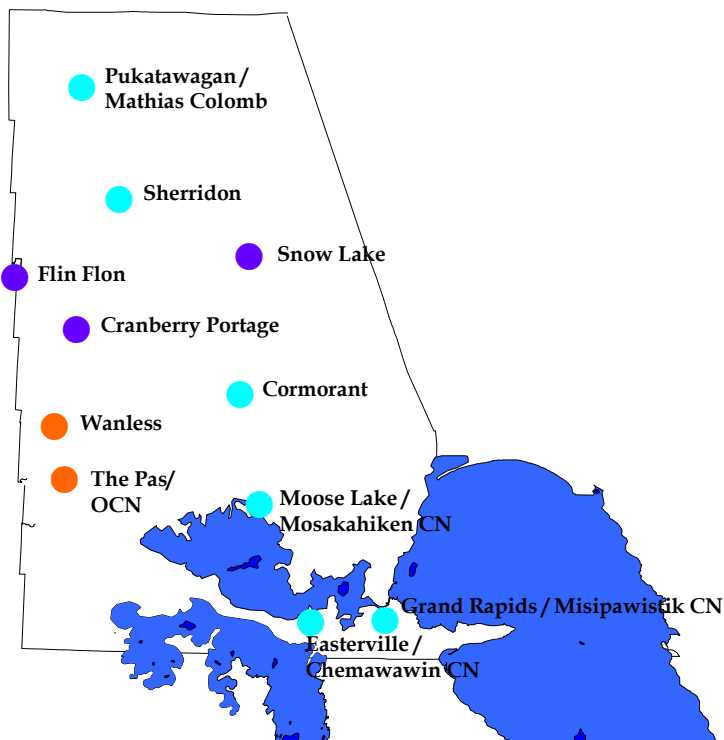 Pukatawagan/
Mathias Colomb
Sherridon
Snow Lake
Flin Flon
Cranberry Portage
Cormorant
Wanless
The Pas/
OCN
Moose Lake/
Mosakahiken CN
Grand Rapids/Misipawistik CN
Easterville/
Chemawawin CN